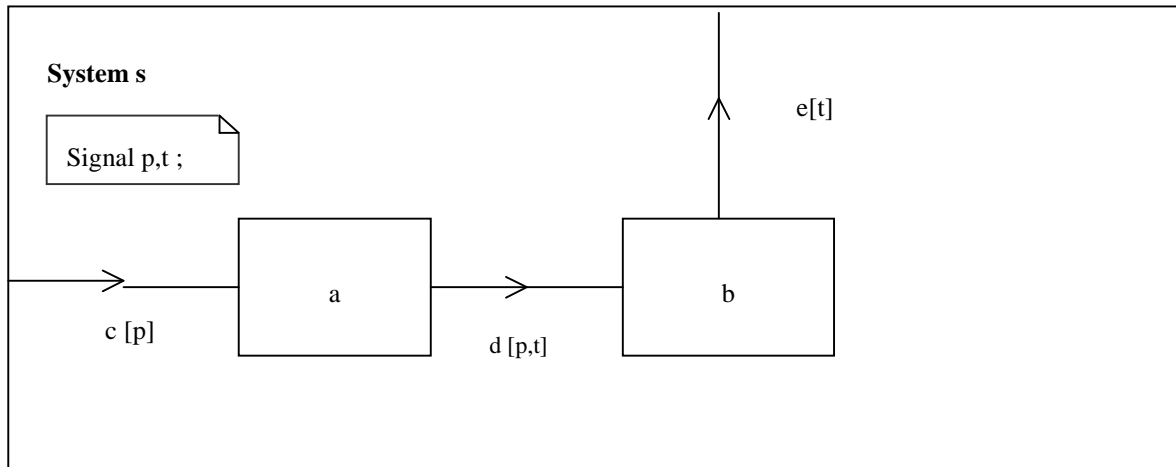 System s
e[t]
Signal p,t ;
a
b
c [p]
d [p,t]